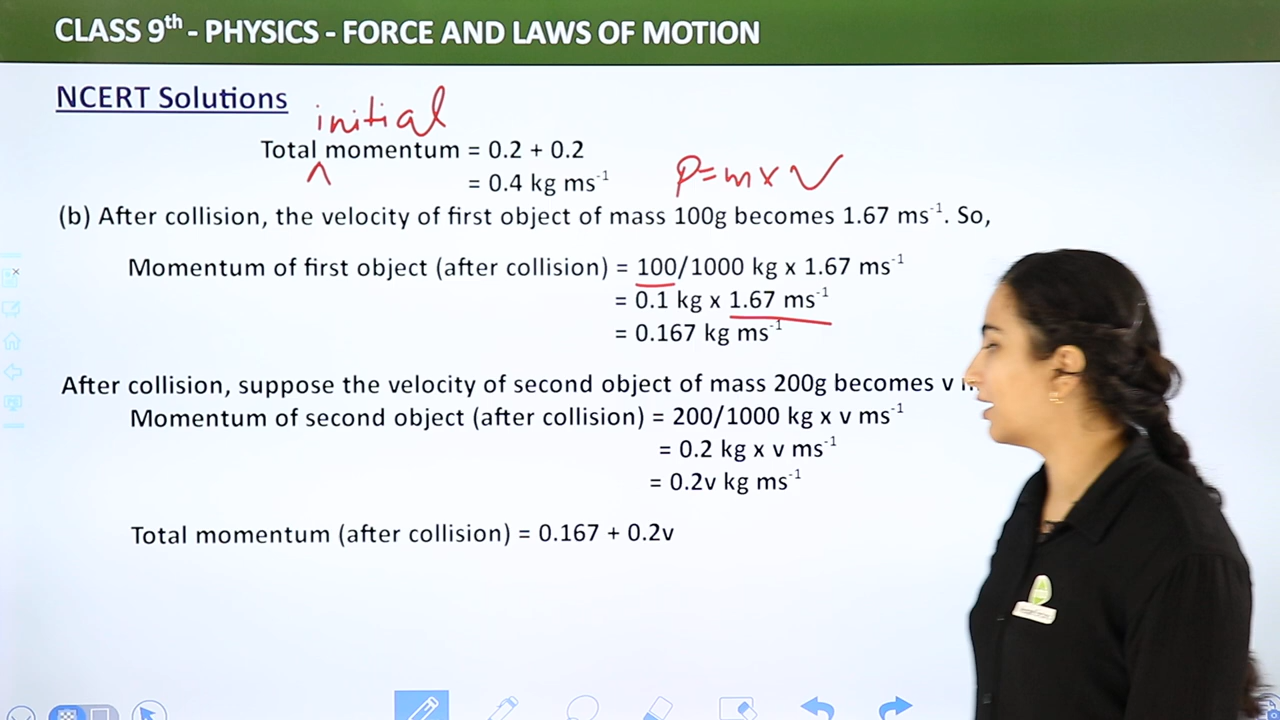 CLASS 9th - PHYSICS - FORCE AND LAWS OF MOTION
NCERT Solutions
initial
Total ^ momentum = 0.2 + 0.2
= 0.4 kg ms⁻¹
P=m×V
(b) After collision, the velocity of first object of mass 100g becomes 1.67 ms⁻¹. So,
Momentum of first object (after collision) = 100/1000 kg x 1.67 ms⁻¹
= 0.1 kg x 1.67 ms⁻¹
= 0.167 kg ms⁻¹
After collision, suppose the velocity of second object of mass 200g becomes v
Momentum of second object (after collision) = 200/1000 kg x v ms⁻¹
= 0.2 kg x v ms⁻¹
= 0.2v kg ms⁻¹
Total momentum (after collision) = 0.167 + 0.2v